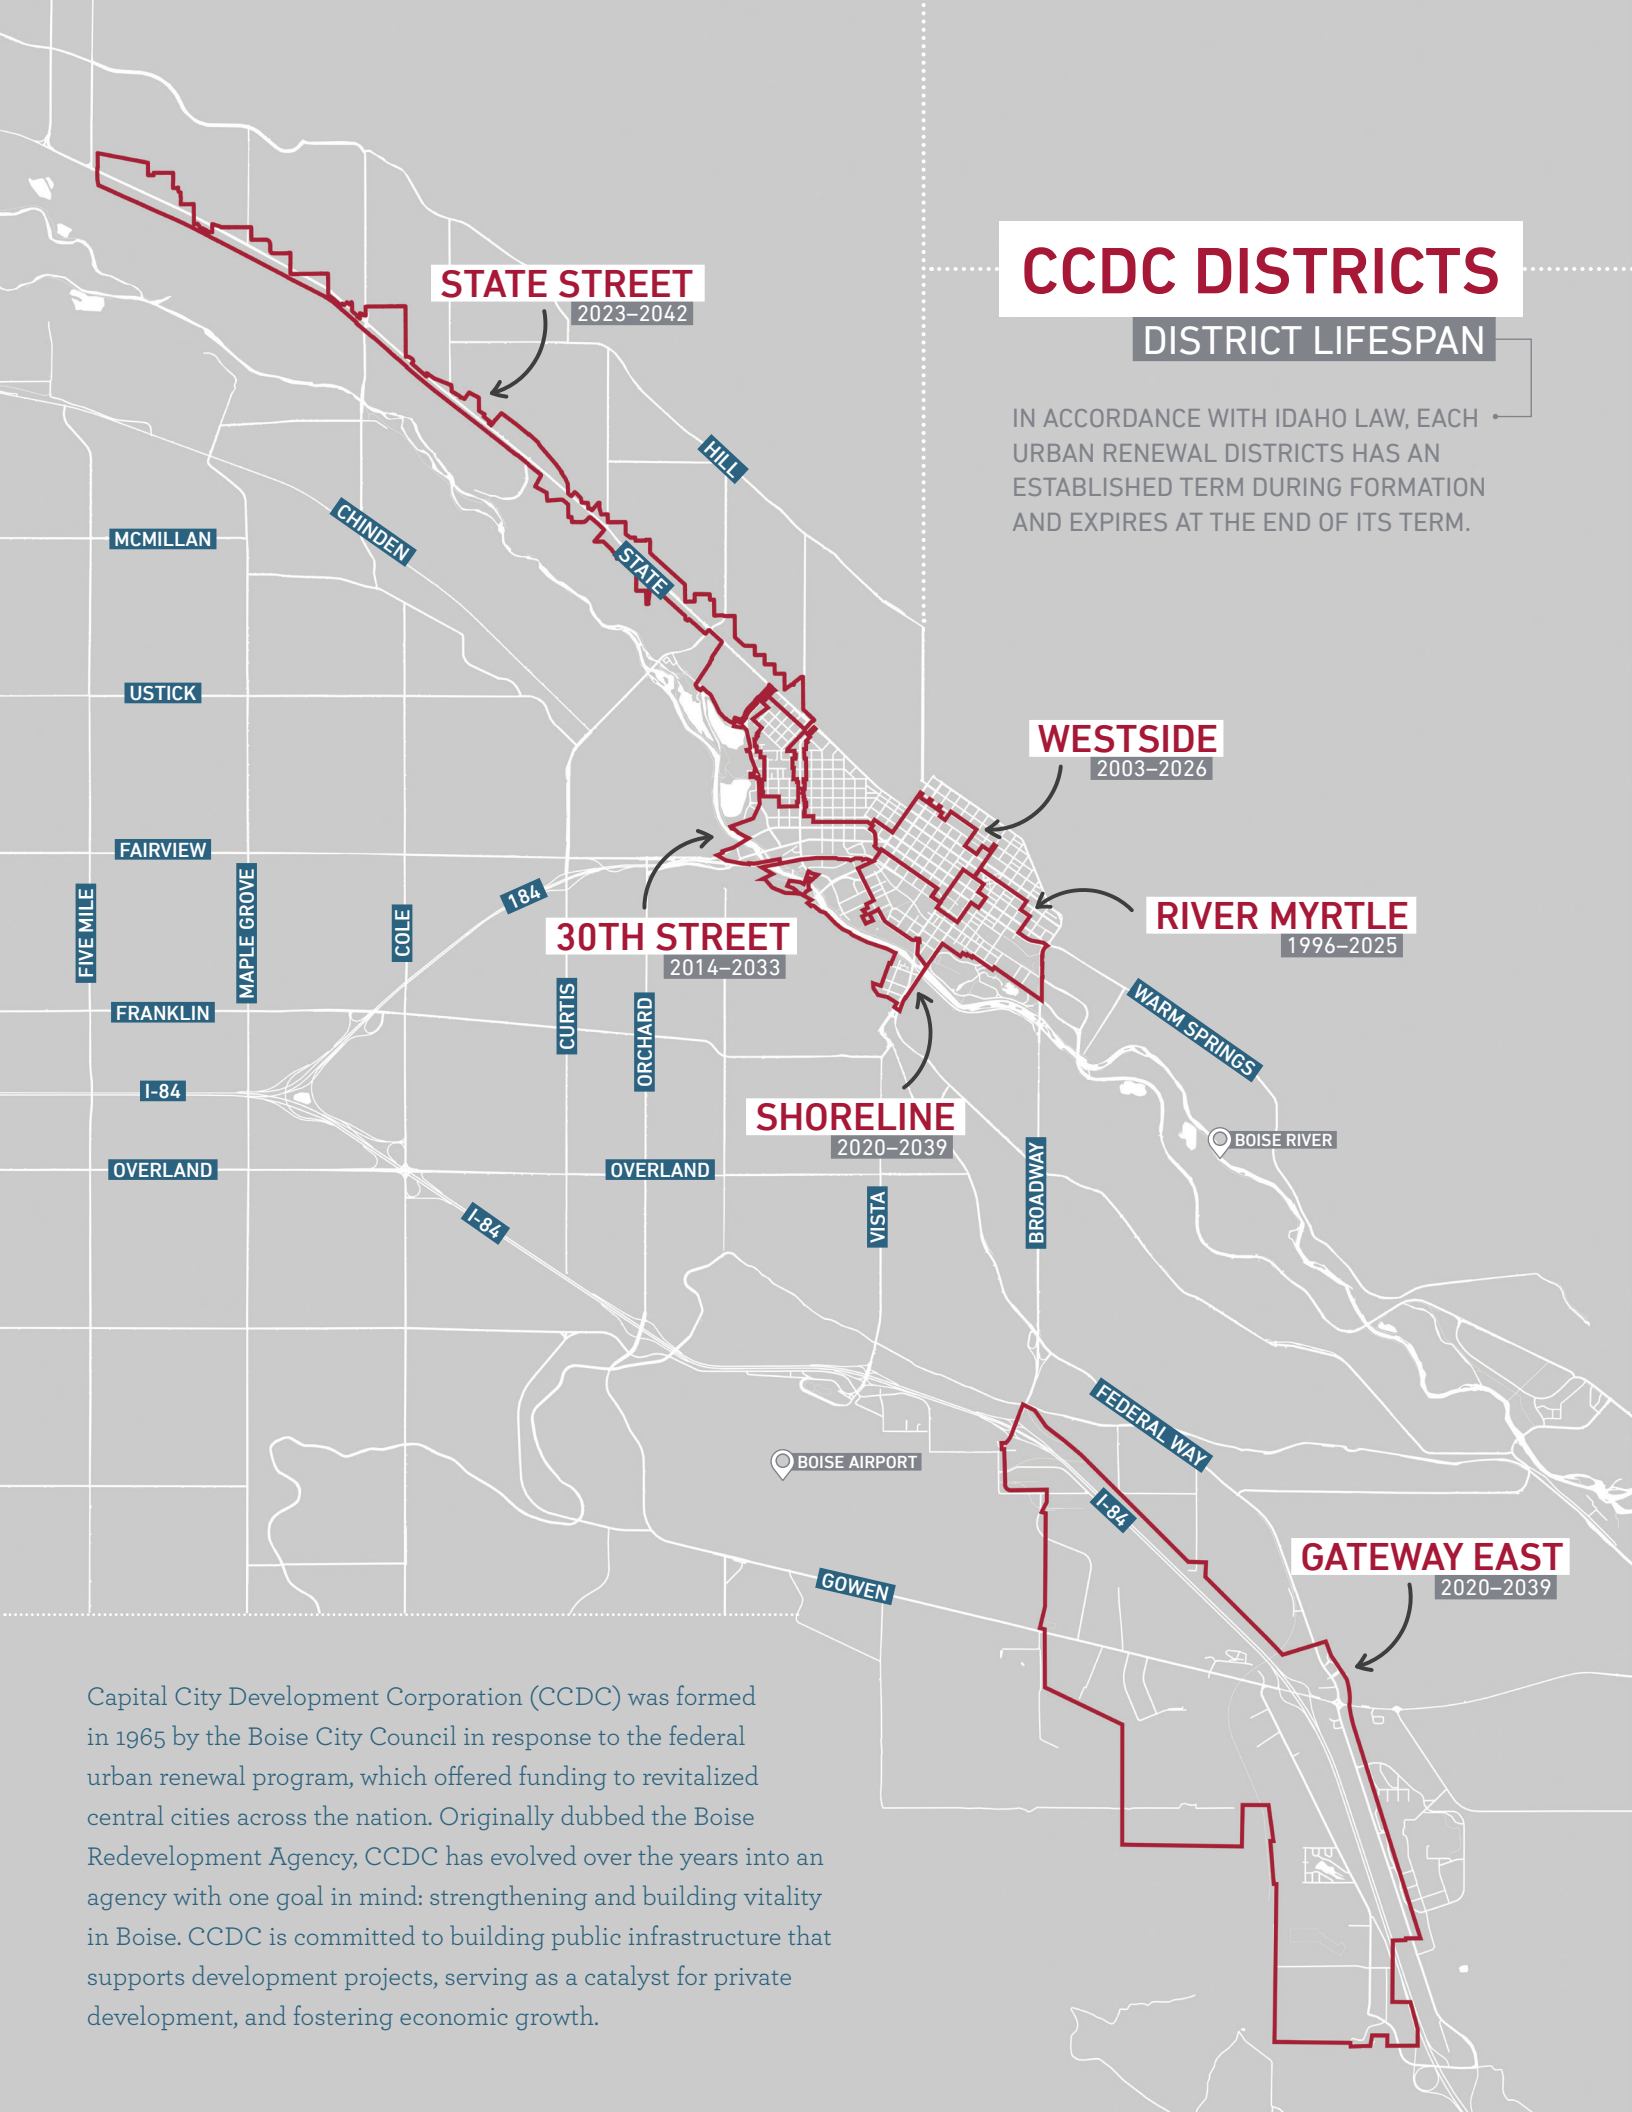 CCDC DISTRICTS
DISTRICT LIFESPAN
IN ACCORDANCE WITH IDAHO LAW, EACH
URBAN RENEWAL DISTRICTS HAS AN
ESTABLISHED TERM DURING FORMATION
AND EXPIRES AT THE END OF ITS TERM.
STATE STREET
2023–2042
HILL
CHINDEN
MCMILLAN
STATE
USTICK
WESTSIDE
2003–2026
FAIRVIEW
FIVE MILE
MAPLE GROVE
COLE
184
30TH STREET
2014–2033
RIVER MYRTLE
1996–2025
CURTIS
ORCHARD
FRANKLIN
WARM SPRINGS
I-84
SHORELINE
2020–2039
BOISE RIVER
OVERLAND
OVERLAND
I-84
VISTA
BROADWAY
FEDERAL WAY
BOISE AIRPORT
I-84
GATEWAY EAST
2020–2039
GOWEN
Capital City Development Corporation (CCDC) was formed
in 1965 by the Boise City Council in response to the federal
urban renewal program, which offered funding to revitalized
central cities across the nation. Originally dubbed the Boise
Redevelopment Agency, CCDC has evolved over the years into an
agency with one goal in mind: strengthening and building vitality
in Boise. CCDC is committed to building public infrastructure that
supports development projects, serving as a catalyst for private
development, and fostering economic growth.